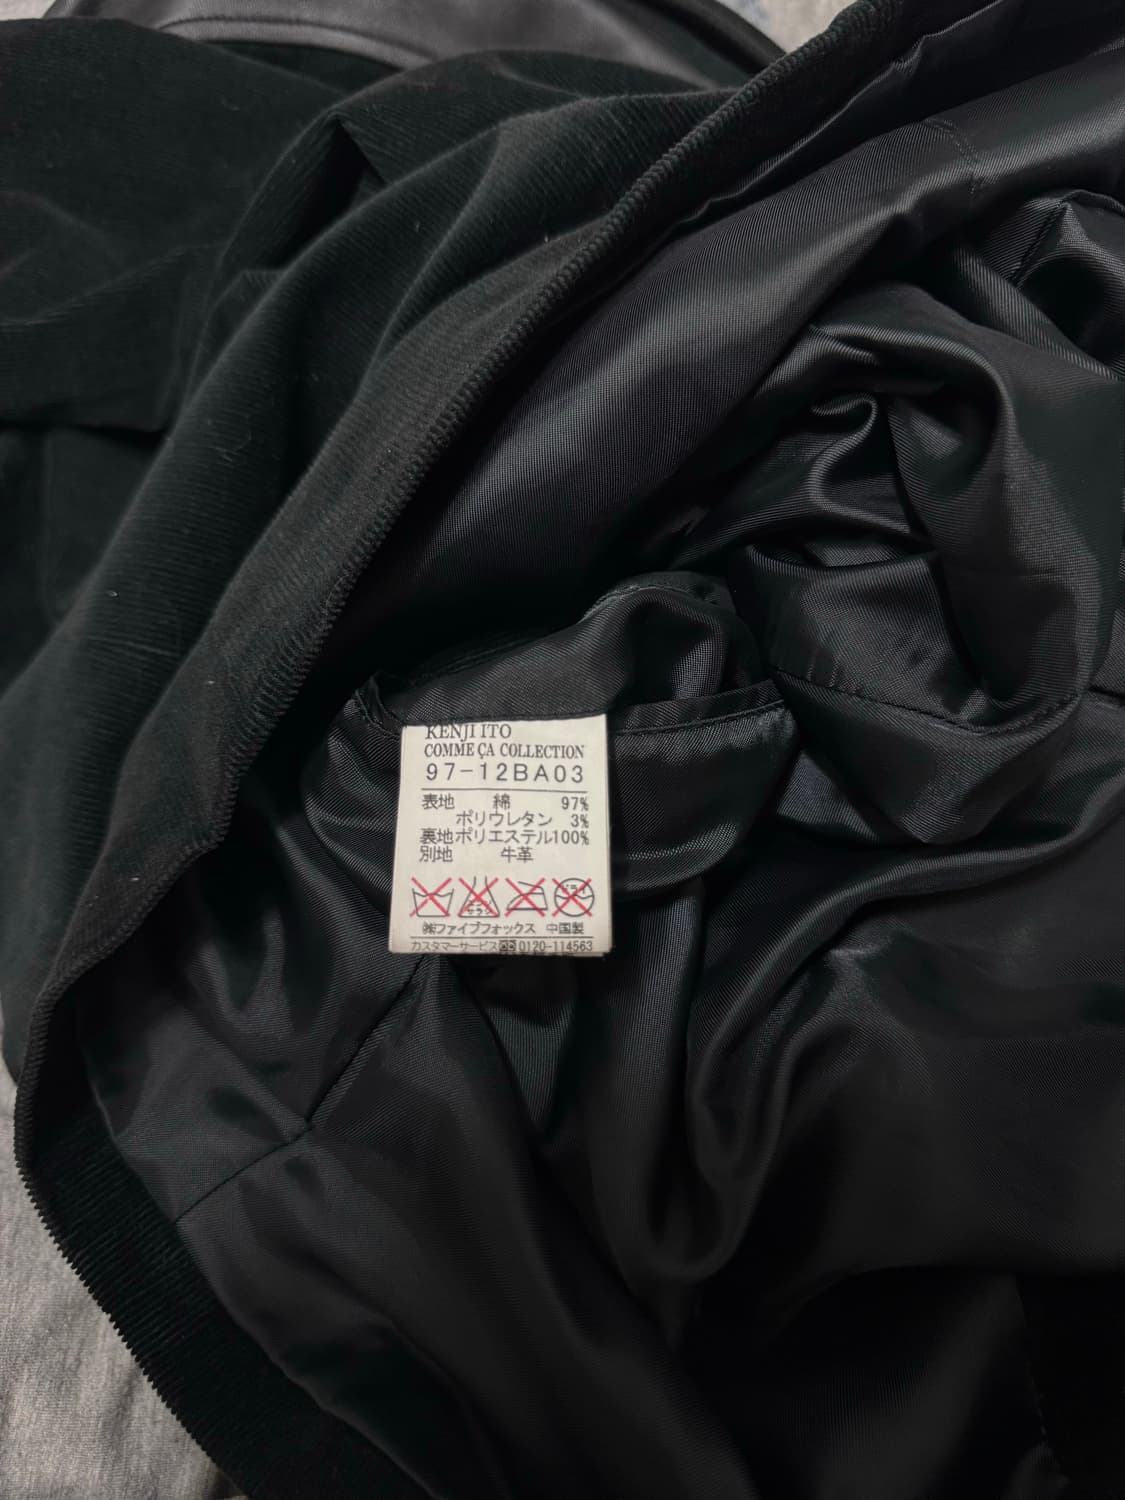 KENJI ITO
COMME ÇA COLLECTION
97-12BA03
表地 綿 97%
ポリウレタン 3%
裏地 ポリエステル100%
別地 牛革
㈱ファイブフォックス 中国製
カスタマーサービス 0120-114563